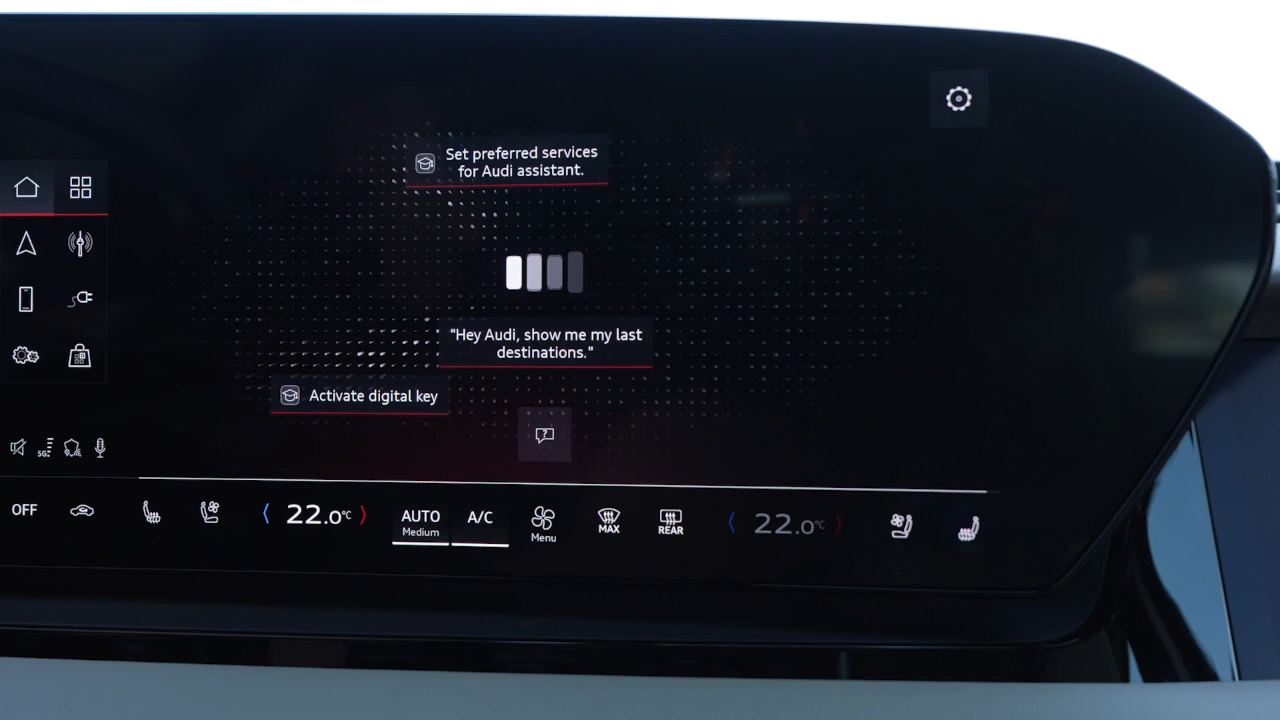 Set preferred services
for Audi assistant.
"Hey Audi, show me my last
destinations."
Activate digital key
5G
OFF
22.0°C
AUTO
Medium
A/C
Menu
MAX
REAR
22.0°C